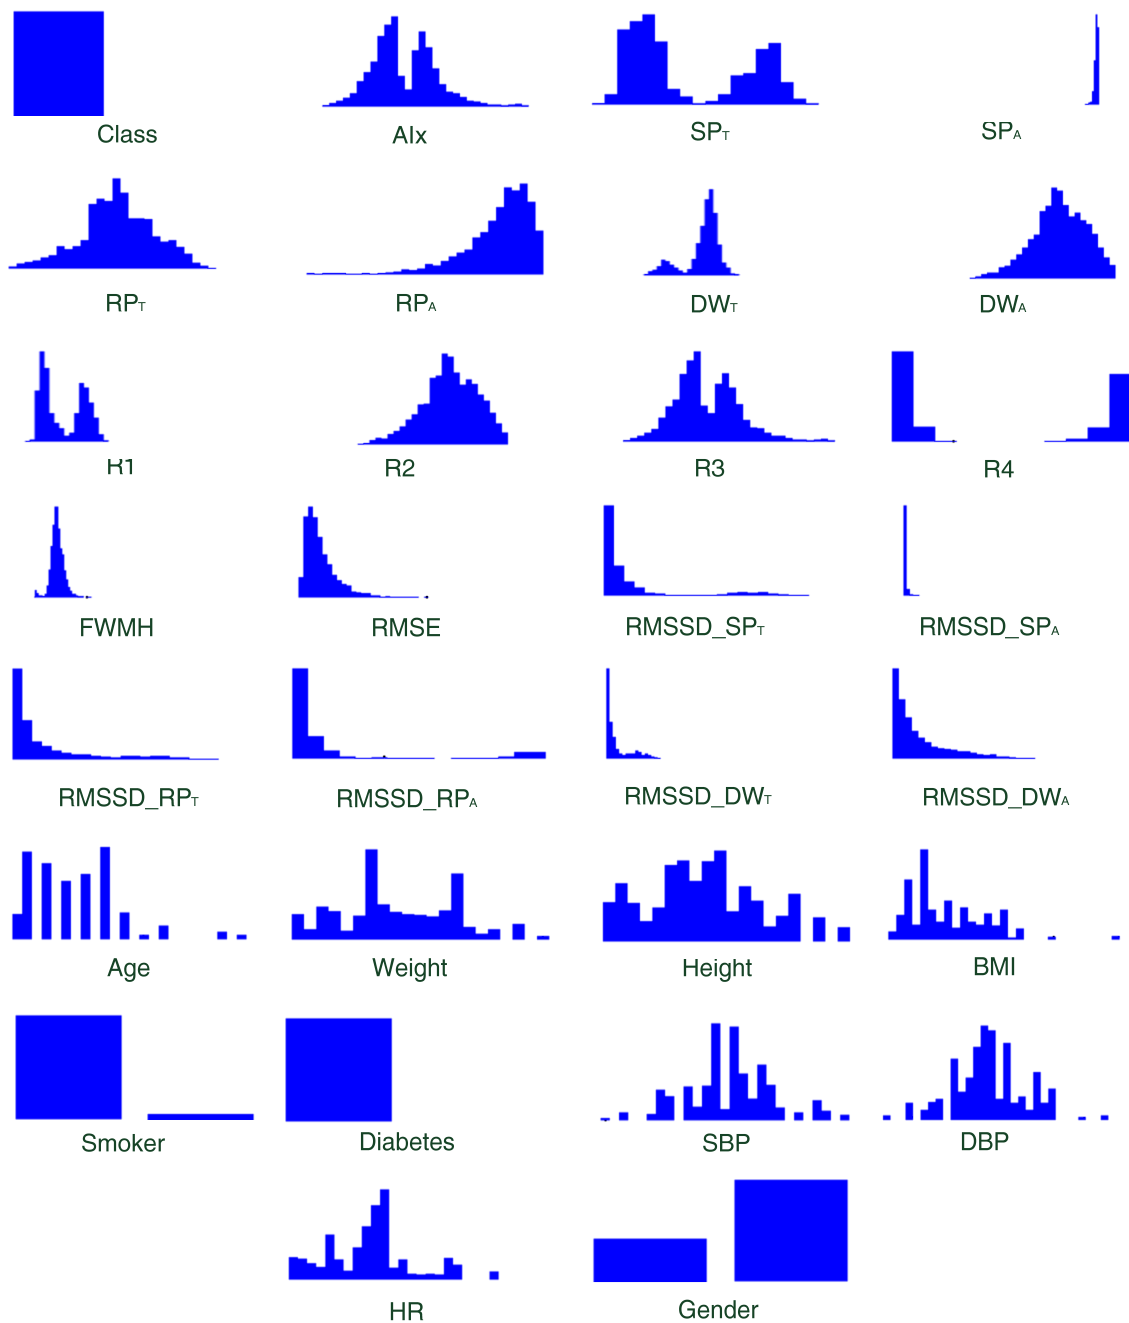 Class AIx SPT SPA
RPT RPA DWT DWA
R1 R2 R3 R4
FWMH RMSE RMSSD_SPT RMSSD_SPA
RMSSD_RPT RMSSD_RPA RMSSD_DWT RMSSD_DWA
Age Weight Height BMI
Smoker Diabetes SBP DBP
HR Gender